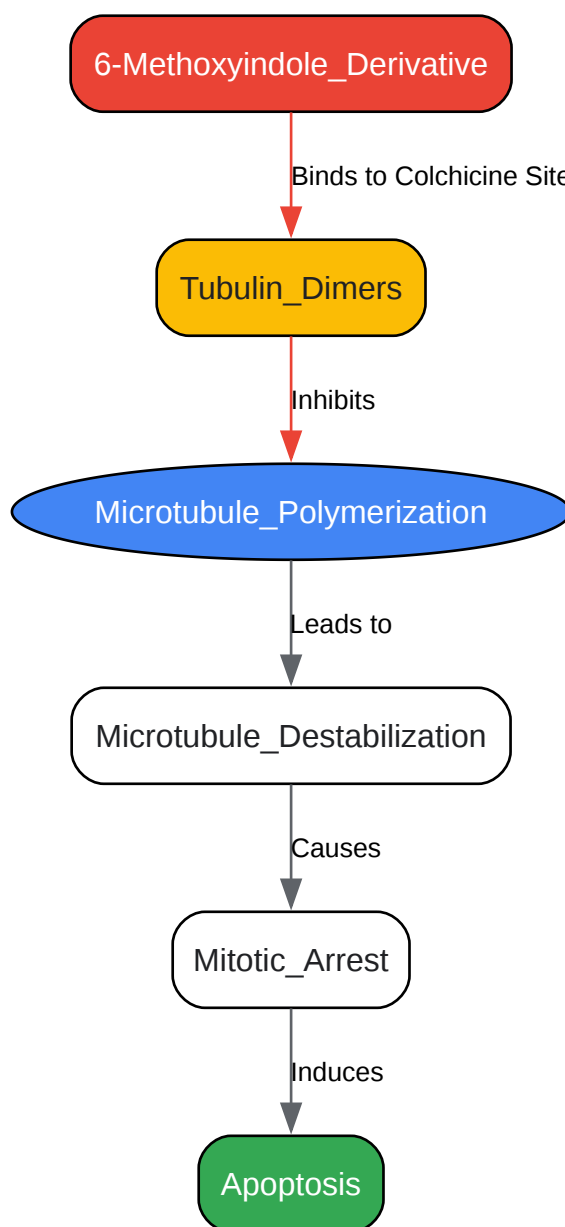 6-Methoxyindole_Derivative
Binds to Colchicine Site
Tubulin_Dimers
Inhibits
Microtubule_Polymerization
Leads to
Microtubule_Destabilization
Causes
Mitotic_Arrest
Induces
Apoptosis